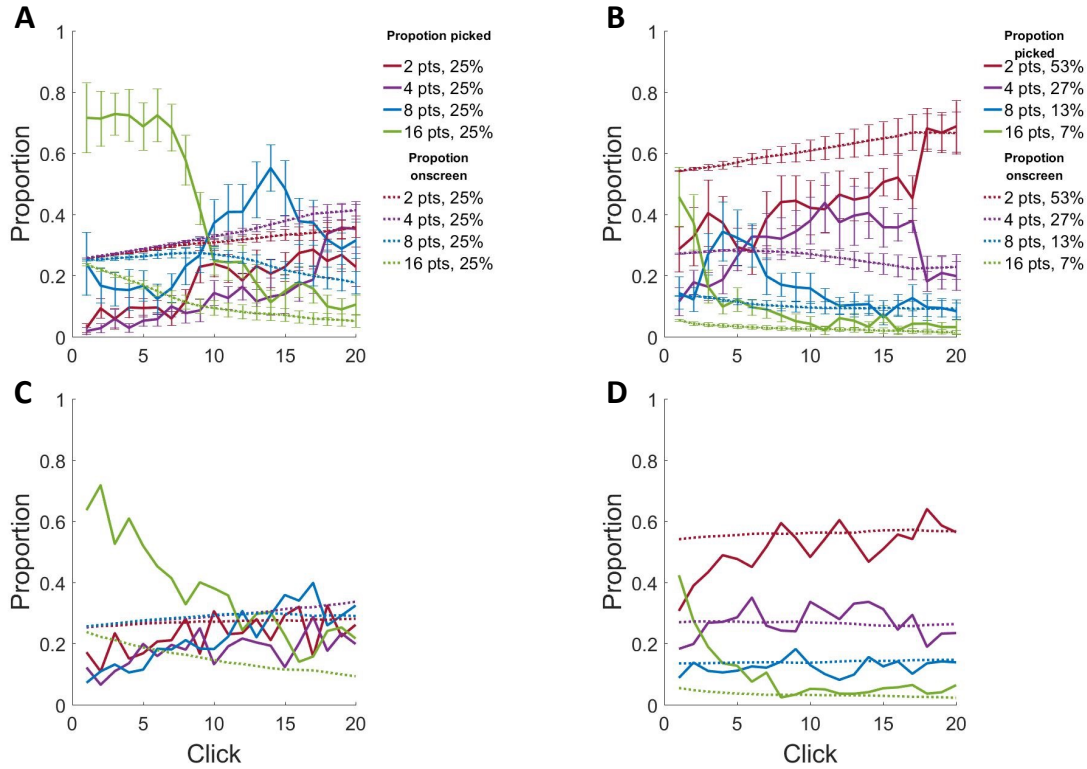 A
1
0.8
0.6
0.4
0.2
0
Proportion
0
5
10
15
20
Propotion picked
2 pts, 25%
4 pts, 25%
8 pts, 25%
16 pts, 25%
Propotion
onscreen
2 pts, 25%
4 pts, 25%
8 pts, 25%
16 pts, 25%
B
1
0.8
0.6
0.4
0.2
0
Proportion
0
5
10
15
20
Propotion
picked
2 pts, 53%
4 pts, 27%
8 pts, 13%
16 pts, 7%
Propotion
onscreen
2 pts, 53%
4 pts, 27%
8 pts, 13%
16 pts, 7%
C
1
0.8
0.6
0.4
0.2
0
Proportion
0
5
10
15
20
Click
D
1
0.8
0.6
0.4
0.2
0
Proportion
0
5
10
15
20
Click